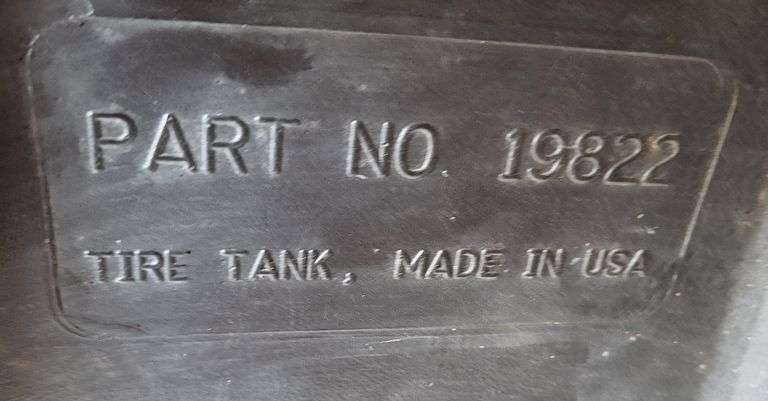 PART NO. 19822
TIRE TANK, MADE IN USA